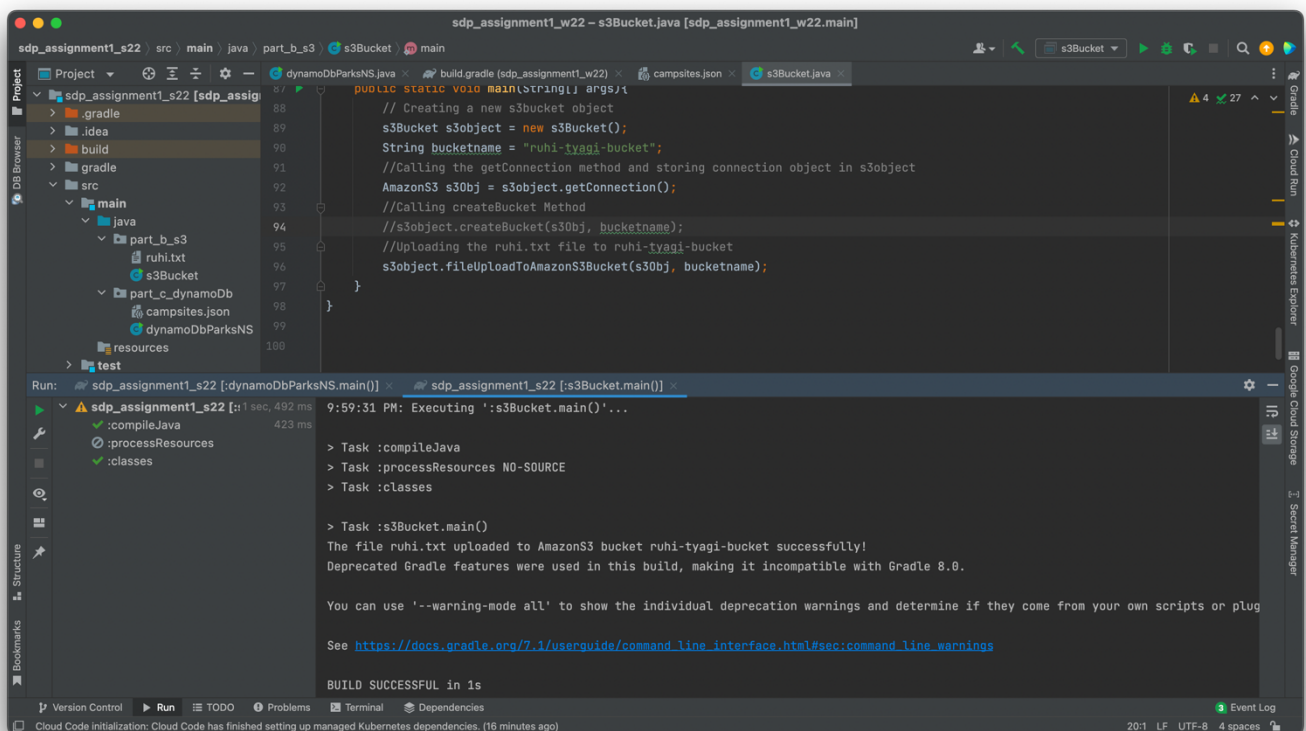 sdp_assignment1_w22 – s3Bucket.java [sdp_assignment1_w22.main]
sdp_assignment1_s22 〉 src 〉 main 〉 java 〉 part_b_s3 〉 s3Bucket 〉 main
s3Bucket
Project
dynamoDbParksNS.java
build.gradle (sdp_assignment1_w22)
campsites.json
s3Bucket.java
sdp_assignment1_s22 [sdp_assig
.gradle
.idea
build
gradle
src
main
java
part_b_s3
ruhi.txt
s3Bucket
part_c_dynamoDb
campsites.json
dynamoDbParksNS
resources
test
4 27
87 public static void main(String[] args){
88 // Creating a new s3bucket object
89 s3Bucket s3object = new s3Bucket();
90 String bucketname = "ruhi-tyagi-bucket";
91 //Calling the getConnection method and storing connection object in s3object
92 AmazonS3 s3Obj = s3object.getConnection();
93 //Calling createBucket Method
94 //s3object.createBucket(s3Obj, bucketname);
95 //Uploading the ruhi.txt file to ruhi-tyagi-bucket
96 s3object.fileUploadToAmazonS3Bucket(s3Obj, bucketname);
97 }
98 }
99
100
Project
DB Browser
Structure
Bookmarks
Gradle
Cloud Run
Kubernetes Explorer
Google Cloud Storage
Secret Manager
Run: sdp_assignment1_s22 [:dynamoDbParksNS.main()] sdp_assignment1_s22 [:s3Bucket.main()]
sdp_assignment1_s22 [:: 1 sec, 492 ms
:compileJava 423 ms
:processResources
:classes
9:59:31 PM: Executing ':s3Bucket.main()'...
> Task :compileJava
> Task :processResources NO-SOURCE
> Task :classes
> Task :s3Bucket.main()
The file ruhi.txt uploaded to AmazonS3 bucket ruhi-tyagi-bucket successfully!
Deprecated Gradle features were used in this build, making it incompatible with Gradle 8.0.
You can use '--warning-mode all' to show the individual deprecation warnings and determine if they come from your own scripts or plug
See https://docs.gradle.org/7.1/userguide/command_line_interface.html#sec:command_line_warnings
BUILD SUCCESSFUL in 1s
Version Control Run TODO Problems Terminal Dependencies 3 Event Log
Cloud Code initialization: Cloud Code has finished setting up managed Kubernetes dependencies. (16 minutes ago) 20:1 LF UTF-8 4 spaces